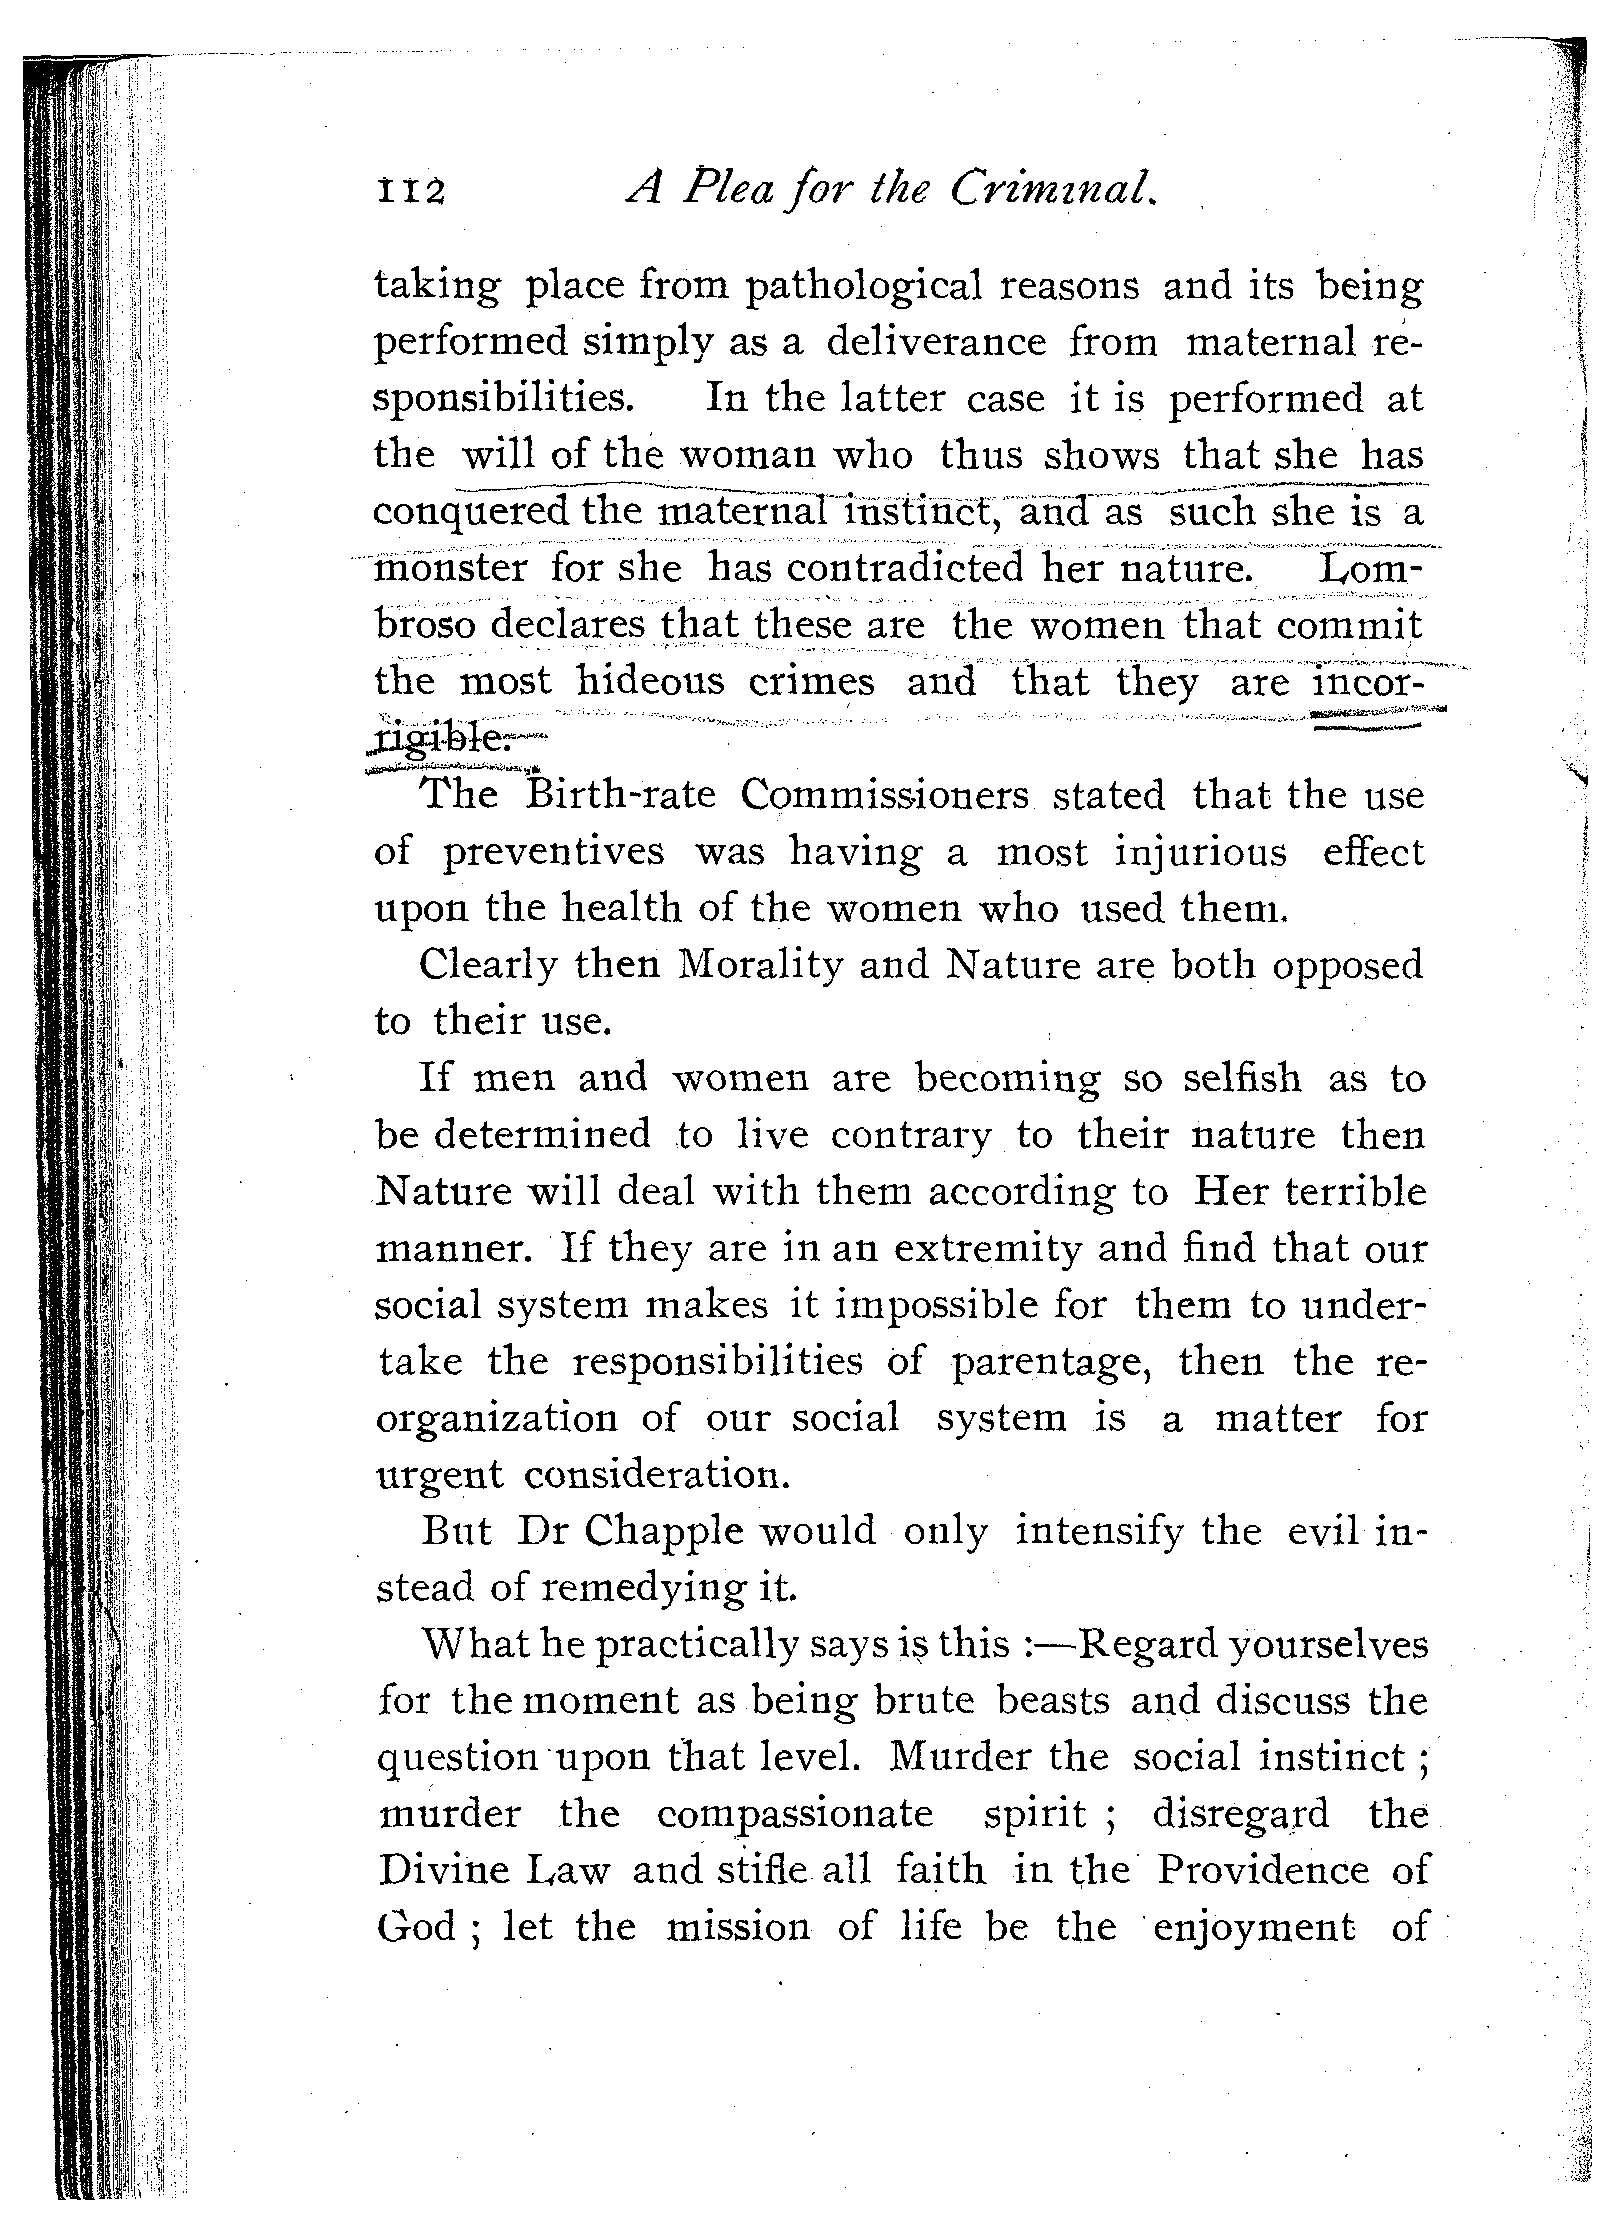 112 A Plea for the Criminal.
taking place from pathological reasons and its being
performed simply as a deliverance from maternal re-
sponsibilities. In the latter case it is performed at
the will of the woman who thus shows that she has
conquered the maternal instinct, and as such she is a
monster for she has contradicted her nature. Lom-
broso declares that these are the women that commit
the most hideous crimes and that they are incor-
rigible.
The Birth-rate Commissioners stated that the use
of preventives was having a most injurious effect
upon the health of the women who used them.
Clearly then Morality and Nature are both opposed
to their use.
If men and women are becoming so selfish as to
be determined to live contrary to their nature then
Nature will deal with them according to Her terrible
manner. If they are in an extremity and find that our
social system makes it impossible for them to under-
take the responsibilities of parentage, then the re-
organization of our social system is a matter for
urgent consideration.
But Dr Chapple would only intensify the evil in-
stead of remedying it.
What he practically says is this :—Regard yourselves
for the moment as being brute beasts and discuss the
question upon that level. Murder the social instinct ;
murder the compassionate spirit ; disregard the
Divine Law and stifle all faith in the Providence of
God ; let the mission of life be the enjoyment of